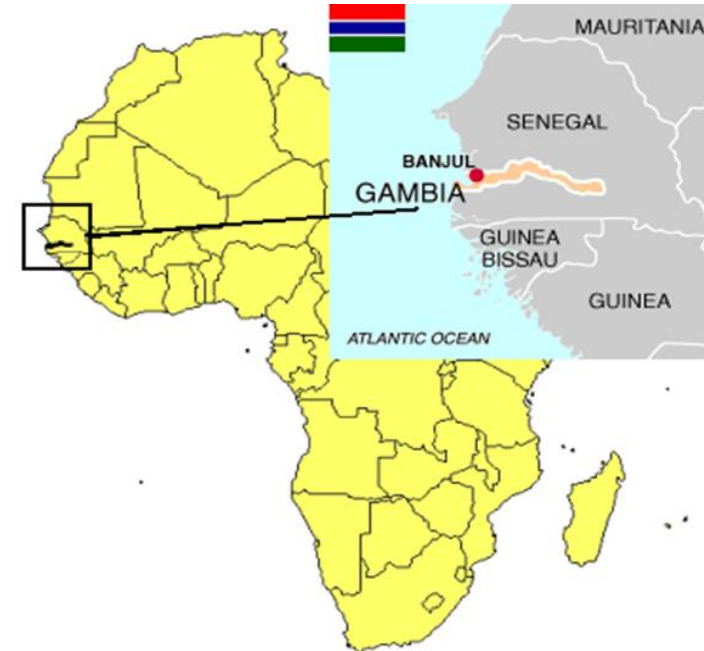 MAURITANIA
SENEGAL
BANJUL
GAMBIA
GUINEA
BISSAU
GUINEA
ATLANTIC OCEAN